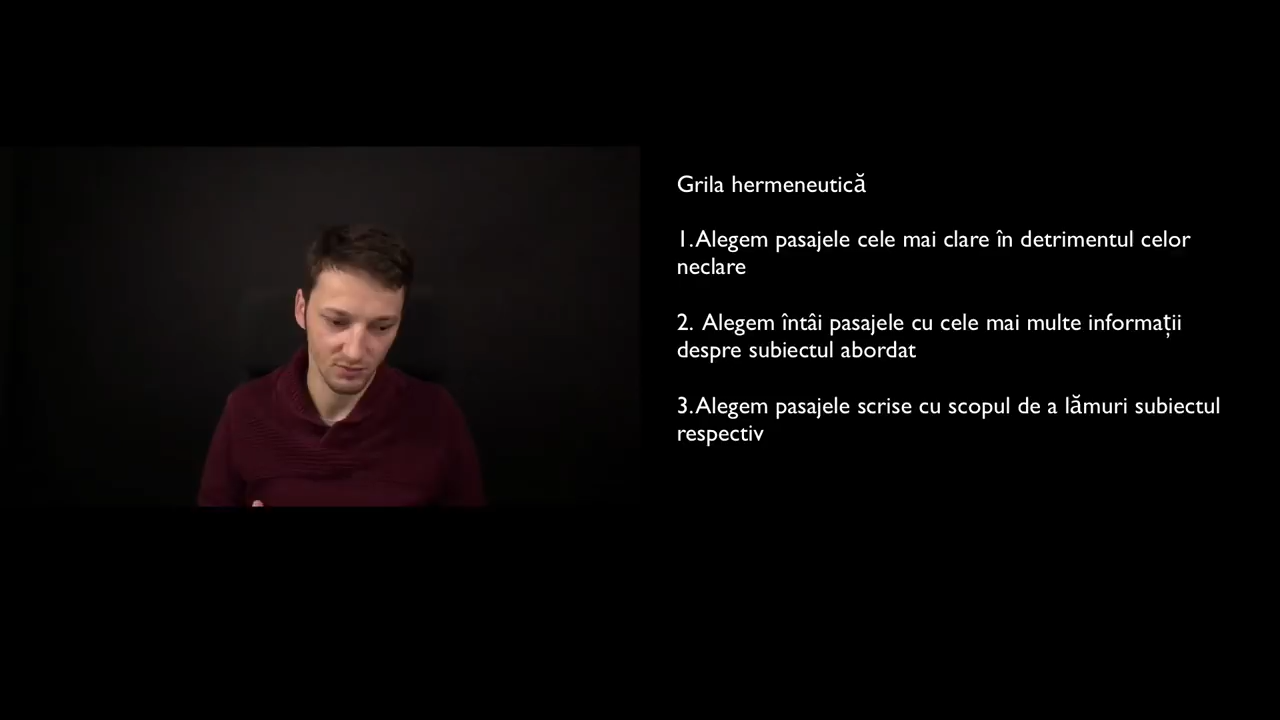 Grila hermeneutică
1.Alegem pasajele cele mai clare în detrimentul celor
neclare
2. Alegem întâi pasajele cu cele mai multe informații
despre subiectul abordat
3.Alegem pasajele scrise cu scopul de a lămuri subiectul
respectiv